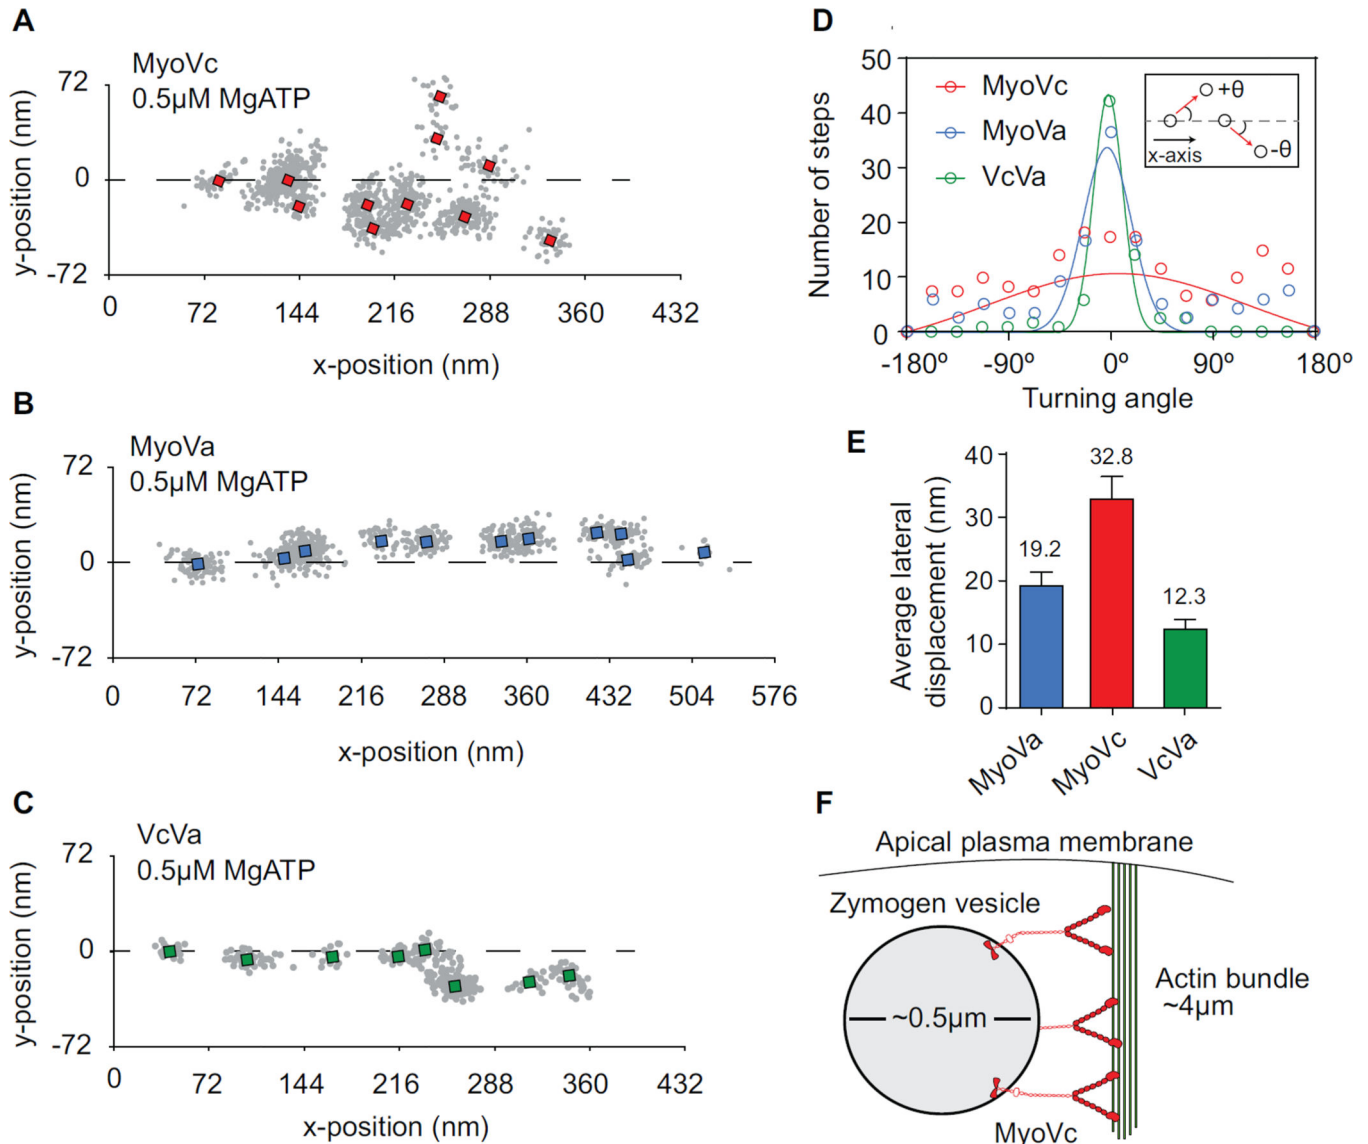 A
MyoVc
0.5µM MgATP
72
0
-72
y-position (nm)
0 72 144 216 288 360 432
x-position (nm)
B
MyoVa
0.5µM MgATP
72
0
-72
y-position (nm)
0 72 144 216 288 360 432 504 576
x-position (nm)
C
VcVa
0.5µM MgATP
72
0
-72
y-position (nm)
0 72 144 216 288 360 432
x-position (nm)
D
50
40
30
20
10
0
Number of steps
MyoVc
MyoVa
VcVa
+θ
x-axis
-θ
-180º -90º 0º 90º 180º
Turning angle
E
40
30
20
10
0
Average lateral
displacement (nm)
19.2
32.8
12.3
MyoVa
MyoVc
VcVa
F
Apical plasma membrane
Zymogen vesicle
~0.5µm
Actin bundle
~4µm
MyoVc